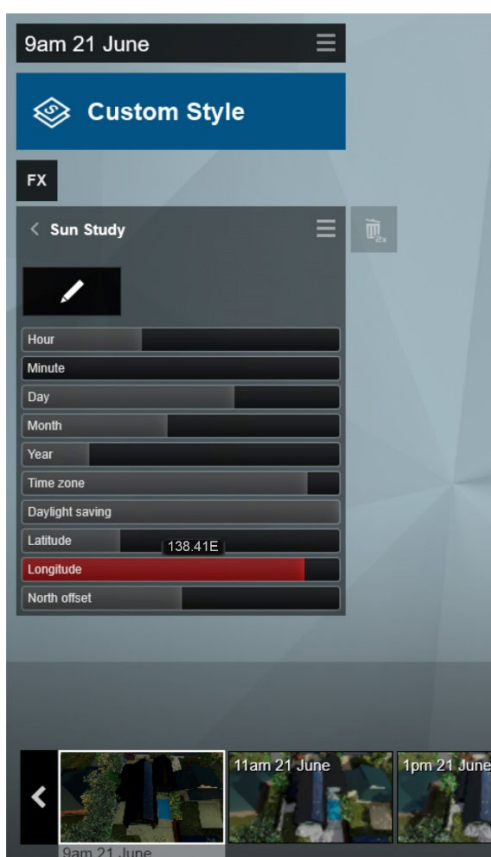 9am 21 June
Custom Style
FX
Sun Study
2x
Hour
Minute
Day
Month
Year
Time zone
Daylight saving
Latitude
138.41E
Longitude
North offset
11am 21 June
1pm 21 June
9am 21 June